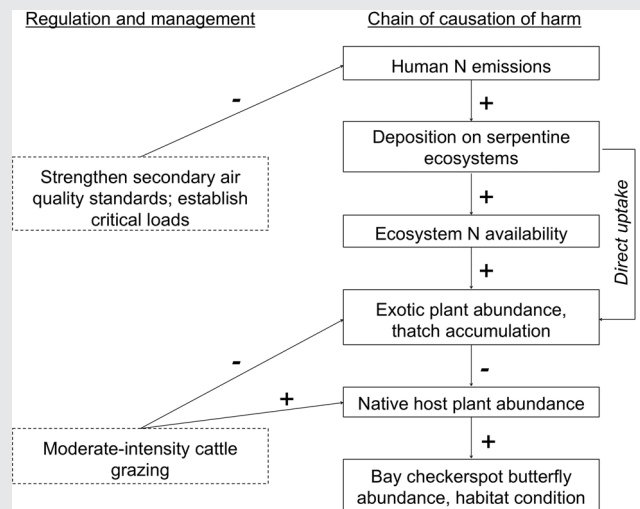 Regulation and management
Chain of causation of harm
Human N emissions
-
+
Deposition on serpentine
ecosystems
Strengthen secondary air
quality standards; establish
critical loads
+
Direct uptake
Ecosystem N availability
+
Exotic plant abundance,
thatch accumulation
-
-
+
Native host plant abundance
Moderate-intensity cattle
grazing
+
Bay checkerspot butterfly
abundance, habitat condition